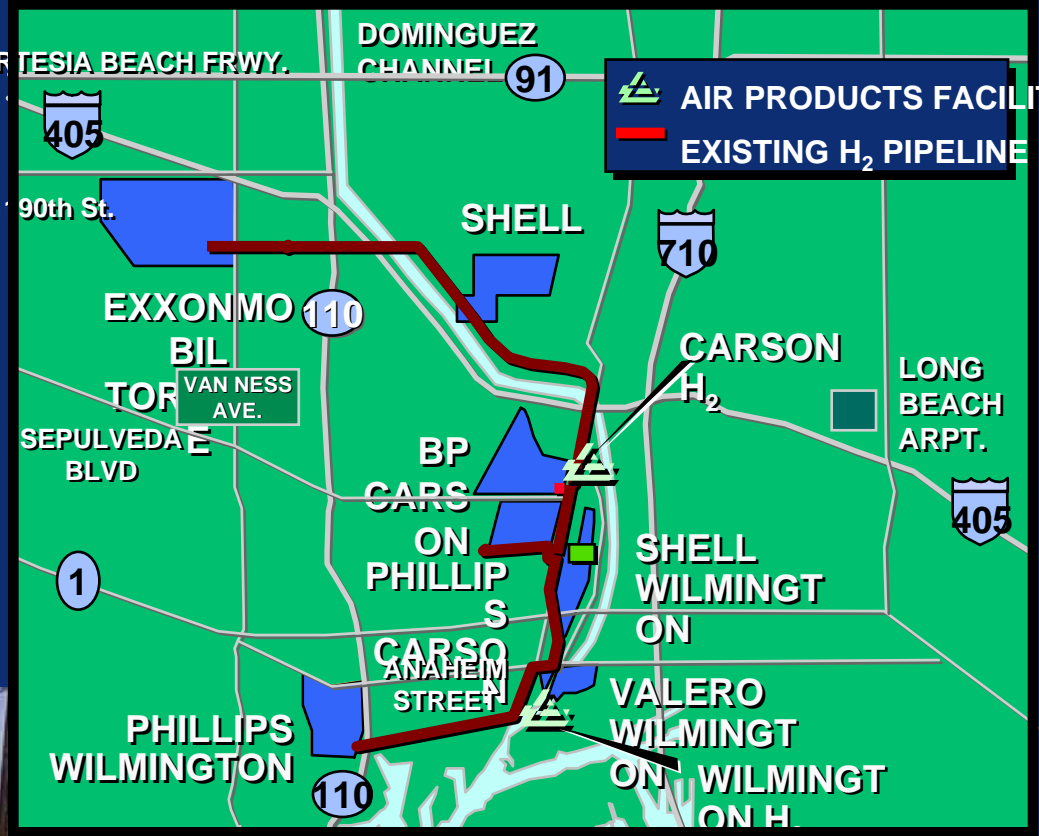 DOMINGUEZ
CHANNEL
RTESIA BEACH FRWY.
91
405
AIR PRODUCTS FACILIT
EXISTING H₂ PIPELINE
190th St.
SHELL
710
EXXONMO
BIL
TOR
E
110
VAN NESS
AVE.
CARSON
H₂
LONG
BEACH
ARPT.
SEPULVEDA
BLVD
BP
CARS
ON
405
1
PHILLIP
S
CARSO
N
SHELL
WILMINGT
ON
ANAHEIM
STREET
VALERO
WILMINGT
ON
PHILLIPS
WILMINGTON
110
WILMINGT
ON H